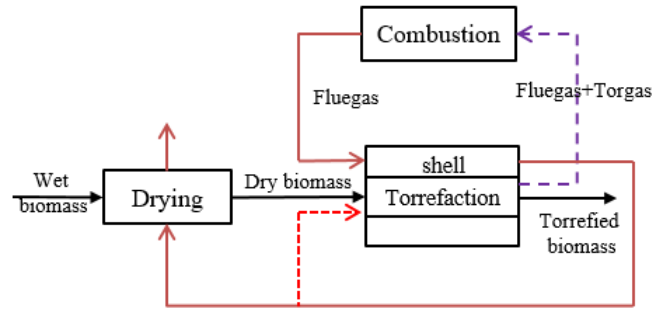 Combustion
Fluegas
Fluegas+Torgas
shell
Wet
biomass
Drying
Dry biomass
Torrefaction
Torrefied
biomass